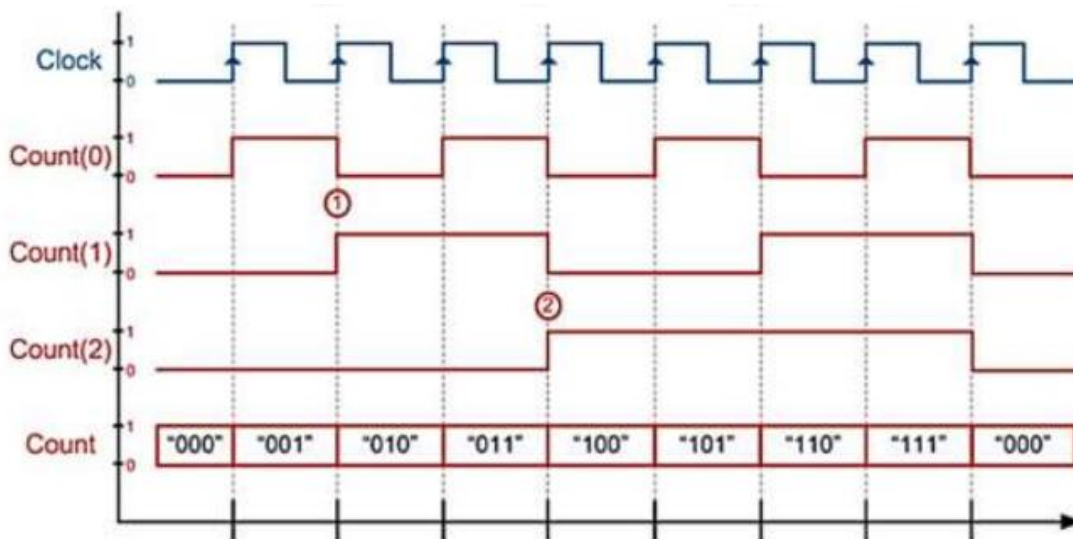 Clock 1
0
Count(0) 1
0
1
Count(1) 1
0
2
Count(2) 1
0
Count 1 "000" "001" "010" "011" "100" "101" "110" "111" "000"
0